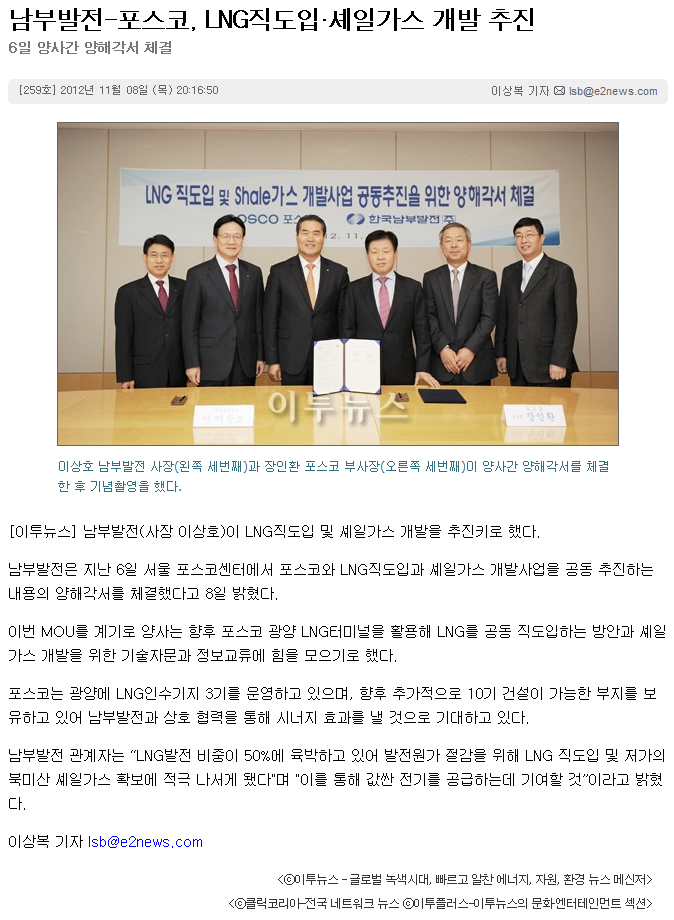 남부발전-포스코, LNG직도입·셰일가스 개발 추진
6일 양사간 양해각서 체결
[259호] 2012년 11월 08일 (목) 20:16:50
이상복 기자 lsb@e2news.com
LNG 직도입 및 Shale가스 개발사업 공동추진을 위한 양해각서 체결
OSCO 포스
한국남부발전(주)
12. 11.
이투뉴스
장인환
이상호 남부발전 사장(왼쪽 세번째)과 장인환 포스코 부사장(오른쪽 세번째)이 양사간 양해각서를 체결
한 후 기념촬영을 했다.
[이투뉴스] 남부발전(사장 이상호)이 LNG직도입 및 셰일가스 개발을 추진키로 했다.
남부발전은 지난 6일 서울 포스코센터에서 포스코와 LNG직도입과 셰일가스 개발사업을 공동 추진하는
내용의 양해각서를 체결했다고 8일 밝혔다.
이번 MOU를 계기로 양사는 향후 포스코 광양 LNG터미널을 활용해 LNG를 공동 직도입하는 방안과 셰일
가스 개발을 위한 기술자문과 정보교류에 힘을 모으기로 했다.
포스코는 광양에 LNG인수기지 3기를 운영하고 있으며, 향후 추가적으로 10기 건설이 가능한 부지를 보
유하고 있어 남부발전과 상호 협력을 통해 시너지 효과를 낼 것으로 기대하고 있다.
남부발전 관계자는 “LNG발전 비중이 50%에 육박하고 있어 발전원가 절감을 위해 LNG 직도입 및 저가의
북미산 셰일가스 확보에 적극 나서게 됐다"며 "이를 통해 값싼 전기를 공급하는데 기여할 것”이라고 밝혔
다.
이상복 기자 lsb@e2news.com
<ⓒ이투뉴스 - 글로벌 녹색시대, 빠르고 알찬 에너지, 자원, 환경 뉴스 메신저>
<ⓒ클릭코리아-전국 네트워크 뉴스 ⓒ이투플러스-이투뉴스의 문화엔터테인먼트 섹션>